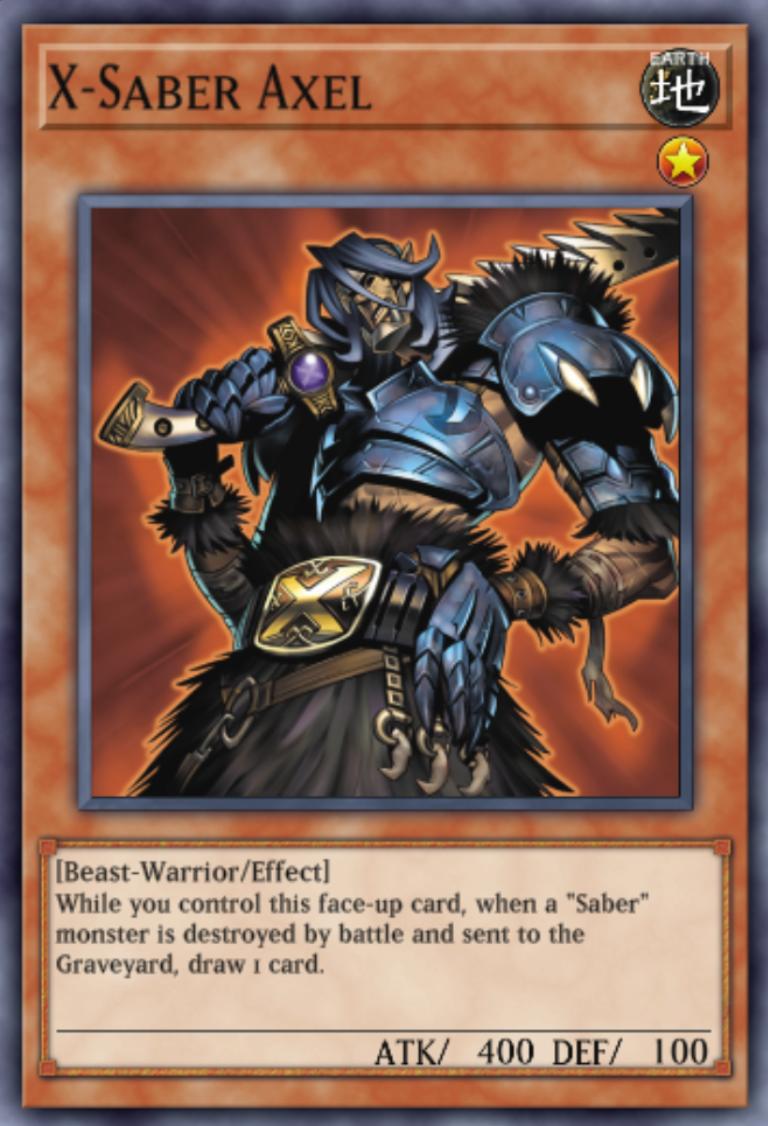 X-Saber Axel
EARTH
地
[Beast-Warrior/Effect]
While you control this face-up card, when a "Saber"
monster is destroyed by battle and sent to the
Graveyard, draw 1 card.
ATK/ 400 DEF/ 100